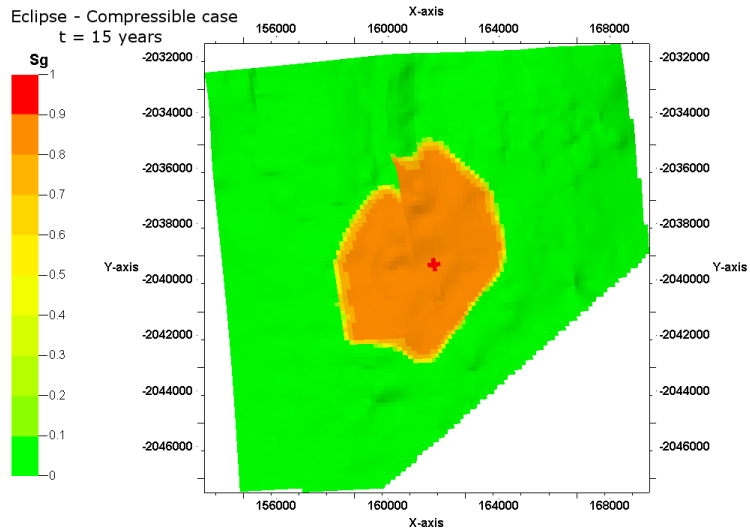 Eclipse - Compressible case
t = 15 years
Sg
1
0.9
0.8
0.7
0.6
0.5
0.4
0.3
0.2
0.1
0
X-axis
156000 160000 164000 168000
-2032000 -2032000
-2034000 -2034000
-2036000 -2036000
-2038000 -2038000
Y-axis Y-axis
-2040000 -2040000
-2042000 -2042000
-2044000 -2044000
-2046000 -2046000
156000 160000 164000 168000
X-axis